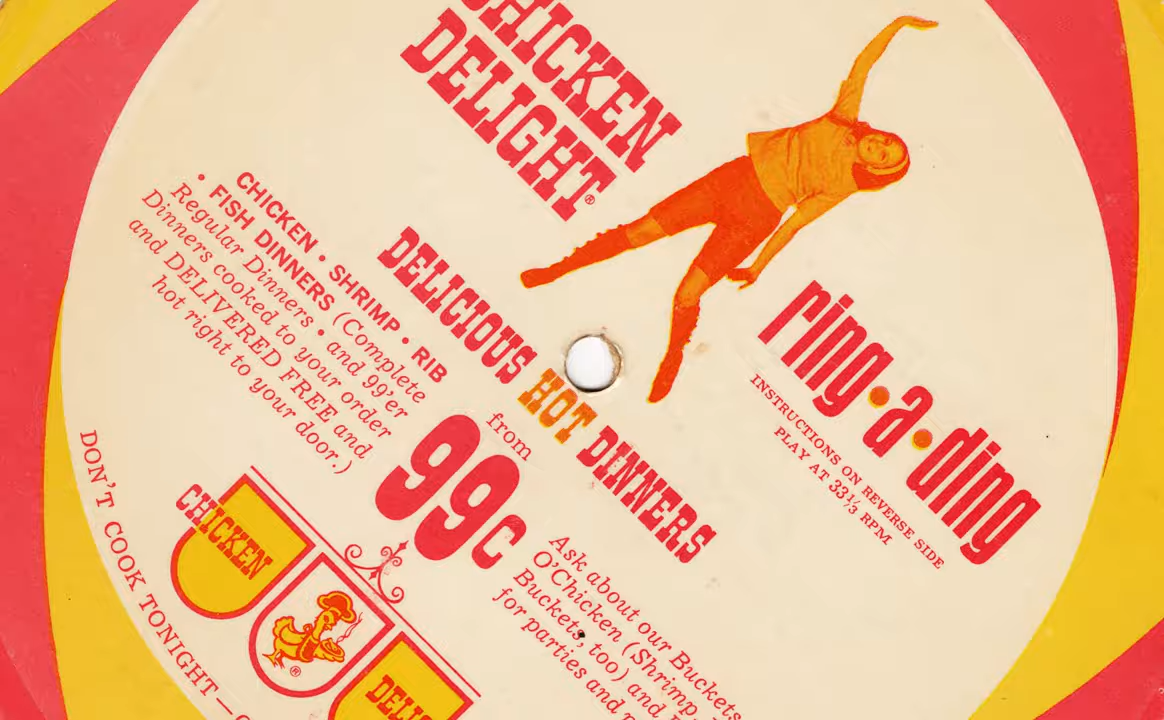 CHICKEN
DELIGHT®
DELICIOUS HOT DINNERS
CHICKEN • SHRIMP • RIB
• FISH DINNERS (Complete
Regular Dinners • and 99'er
Dinners cooked to your order
and DELIVERED FREE and
hot right to your door.)
from
99c
ring•a•ding
INSTRUCTIONS ON REVERSE SIDE
PLAY AT 33⅓ RPM
Ask about our Buckets
O'Chicken (Shrimp
Buckets, too) and
for parties and
CHICKEN
®
DON'T COOK TONIGHT —